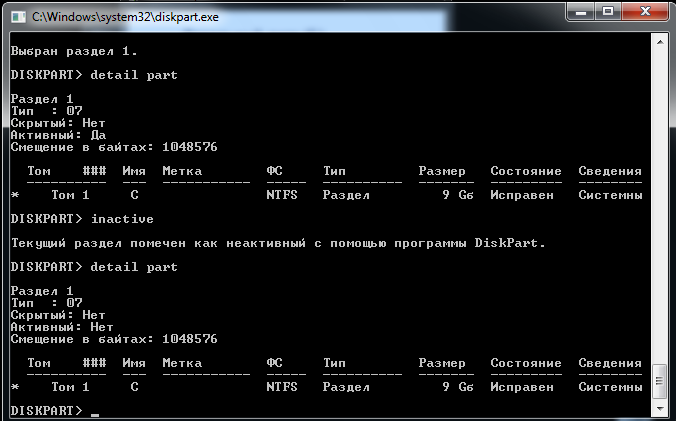 C:\Windows\system32\diskpart.exe
Выбран раздел 1.
DISKPART> detail part
Раздел 1
Тип  : 07
Скрытый: Нет
Активный: Да
Смещение в байтах: 1048576
Том    ###  Имя  Метка        ФС     Тип         Размер   Состояние  Сведения
----------  ---  -----------  -----  ----------  -------  ---------  --------
*     Том 1     C                NTFS   Раздел         9 Gб  Исправен   Системны
DISKPART> inactive
Текущий раздел помечен как неактивный с помощью программы DiskPart.
DISKPART> detail part
Раздел 1
Тип  : 07
Скрытый: Нет
Активный: Нет
Смещение в байтах: 1048576
Том    ###  Имя  Метка        ФС     Тип         Размер   Состояние  Сведения
----------  ---  -----------  -----  ----------  -------  ---------  --------
*     Том 1     C                NTFS   Раздел         9 Gб  Исправен   Системны
DISKPART> _